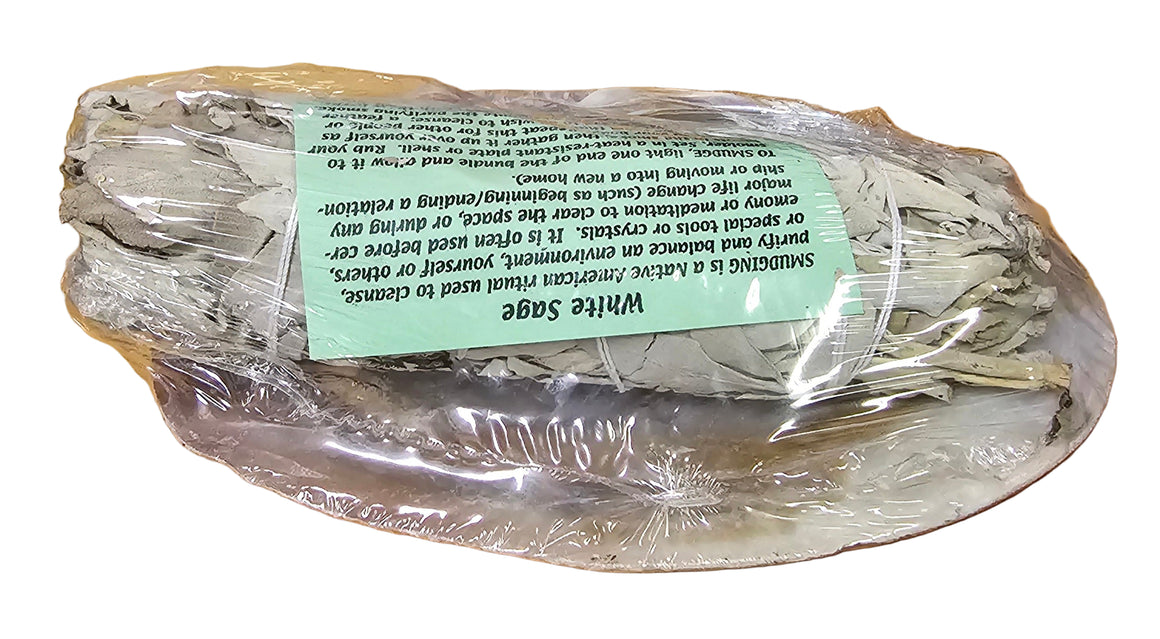 White Sage
SMUDGING is a Native American ritual used to cleanse,
purify and balance an environment, yourself or others,
or special tools or crystals. It is often used before cer-
emony or meditation to clear the space, or during any
major life change (such as beginning/ending a relation-
ship or moving into a new home).
TO SMUDGE, light one end of the bundle and allow it to
smolder. Set in a heat-resistant plate or shell. Rub your
gather it up over yourself as
repeat this for other people or
wish to cleanse; a feather
the purifying smoke